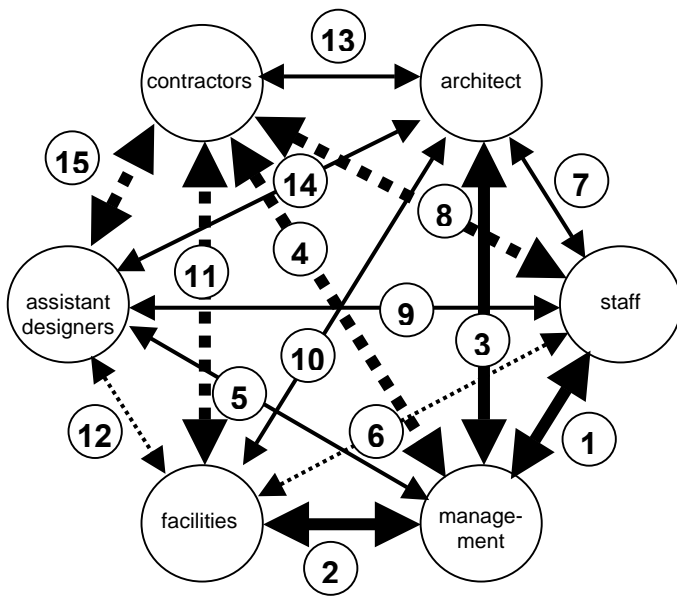 13
contractors
architect
15
14
7
8
4
11
assistant
designers
staff
9
3
10
5
6
12
1
facilities
manage-
ment
2